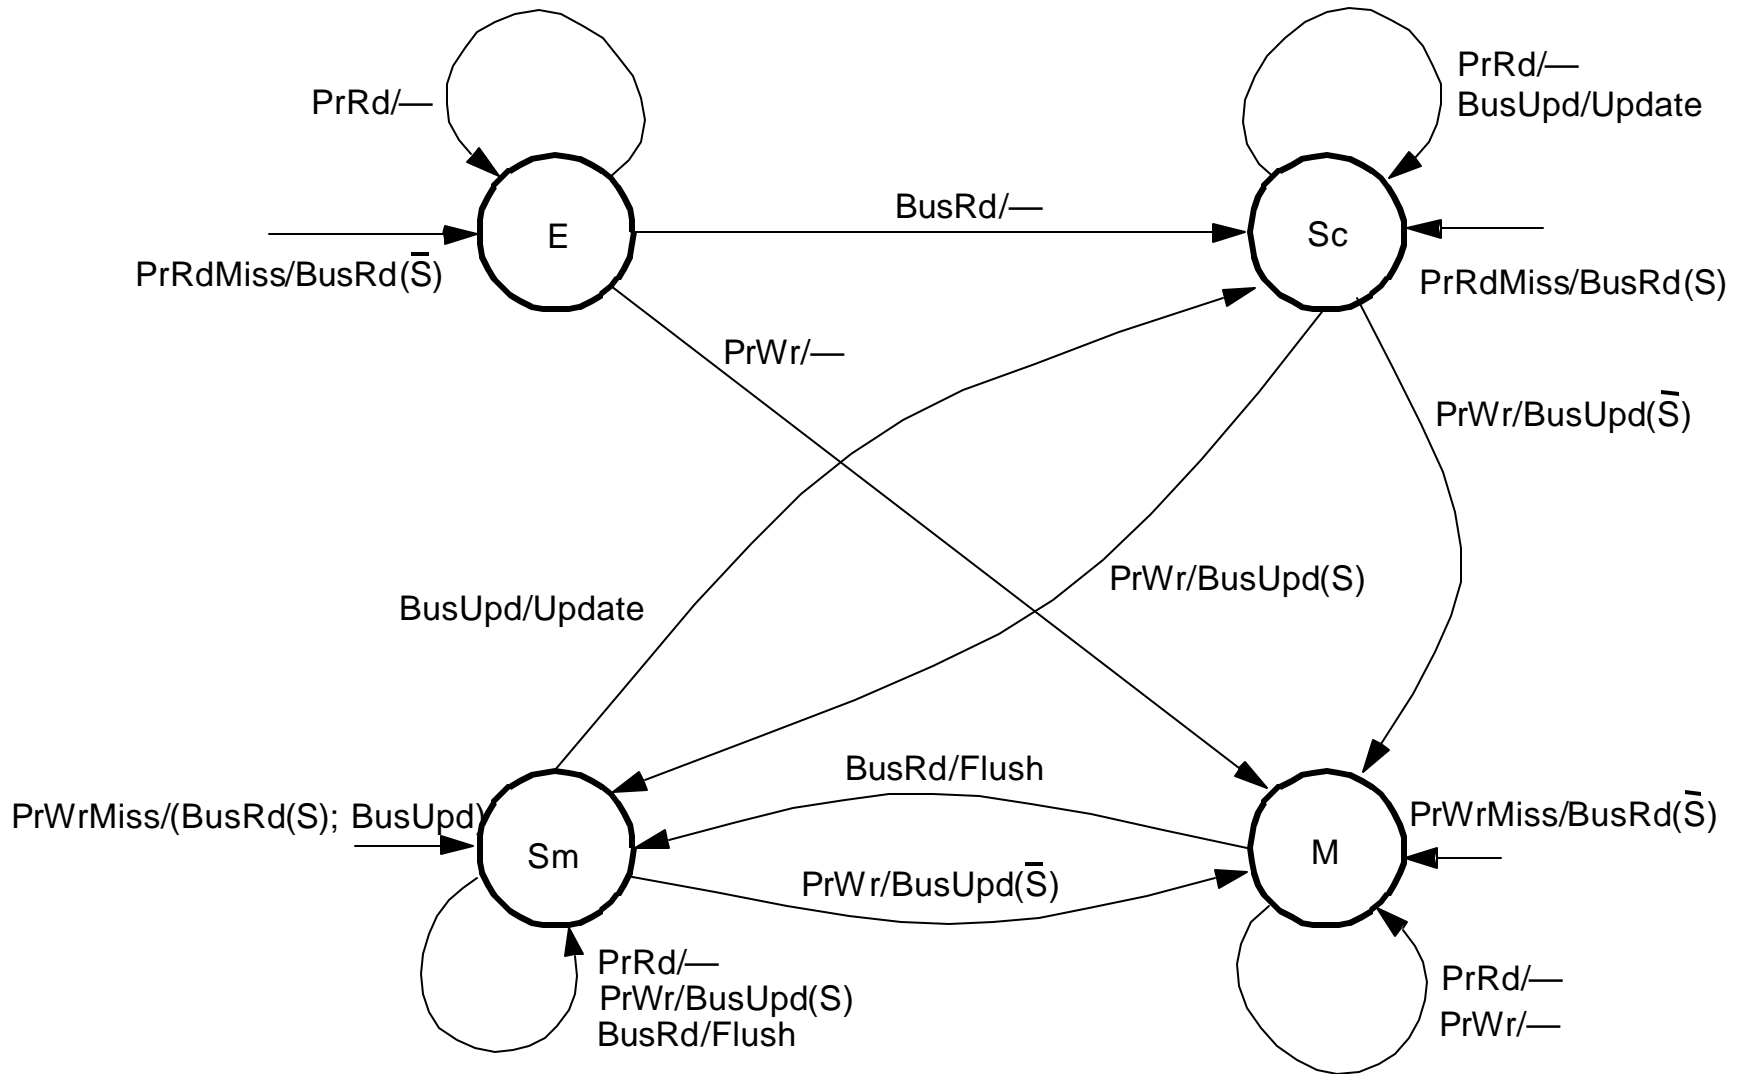 PrRd/—
PrRd/—
BusUpd/Update
BusRd/—
E
Sc
PrRdMiss/BusRd(S̅)
PrRdMiss/BusRd(S)
PrWr/—
PrWr/BusUpd(S̅)
PrWr/BusUpd(S)
BusUpd/Update
BusRd/Flush
PrWrMiss/(BusRd(S); BusUpd)
PrWrMiss/BusRd(S̅)
Sm
M
PrWr/BusUpd(S̅)
PrRd/—
PrWr/BusUpd(S)
BusRd/Flush
PrRd/—
PrWr/—